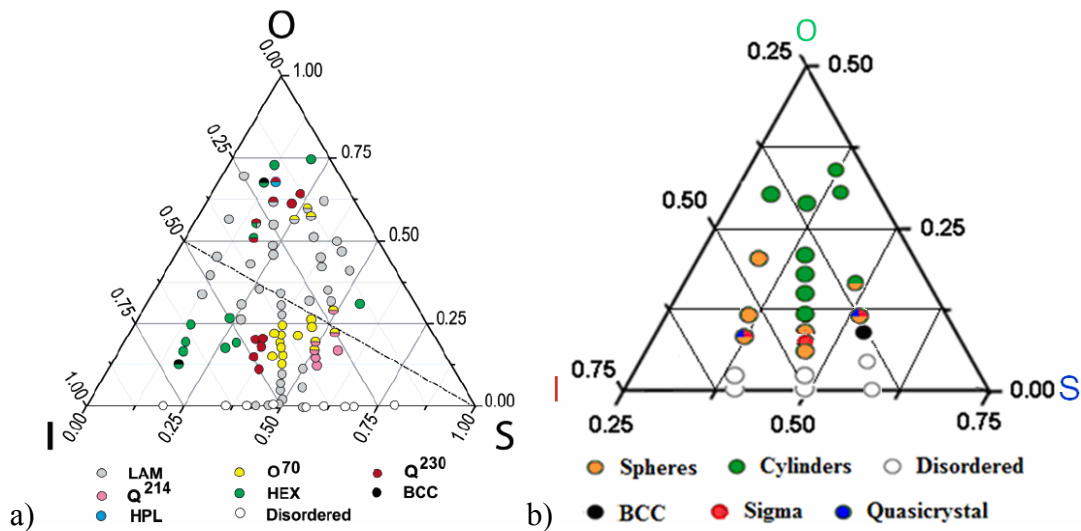 O
0.00
1.00
0.25
0.75
0.50
0.50
0.75
0.25
1.00
0.00
I
0.00
0.25
0.50
0.75
1.00
S
LAM
O70
Q230
Q214
HEX
BCC
HPL
Disordered
a)
O
0.25
0.50
0.50
0.25
0.75
0.00
I
S
0.25
0.50
0.75
Spheres
Cylinders
Disordered
BCC
Sigma
Quasicrystal
b)